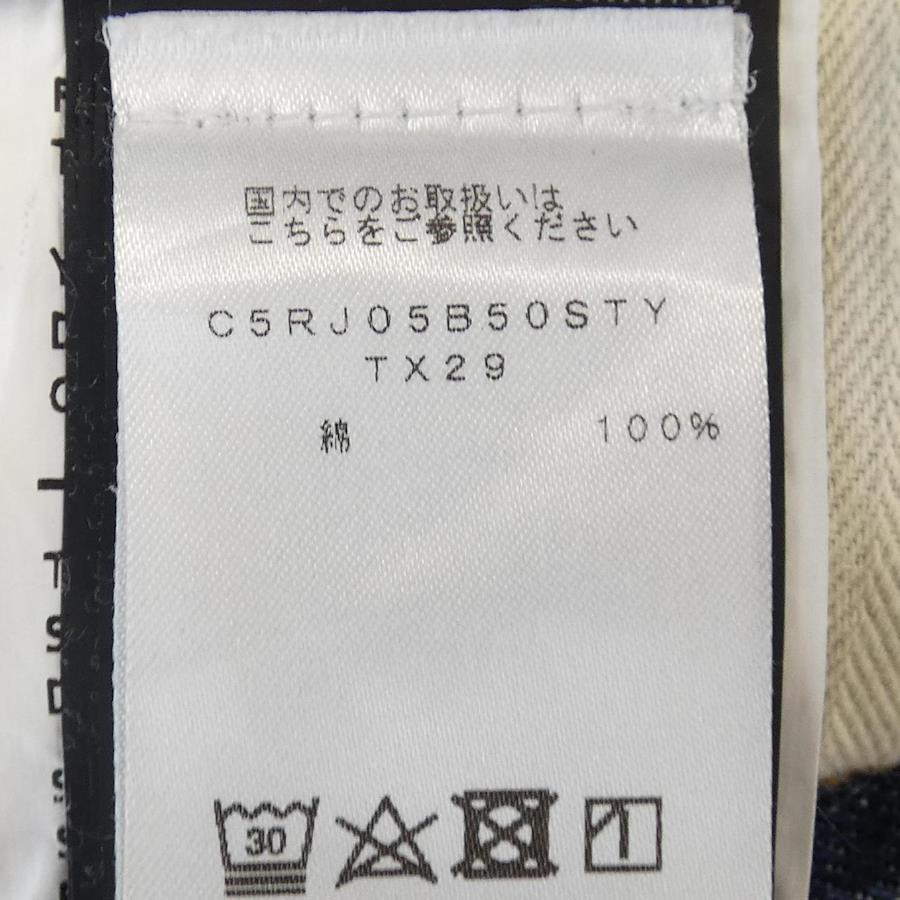 国内でのお取扱いは
こちらをご参照ください
C5RJ05B50STY
TX29
綿 100%
30